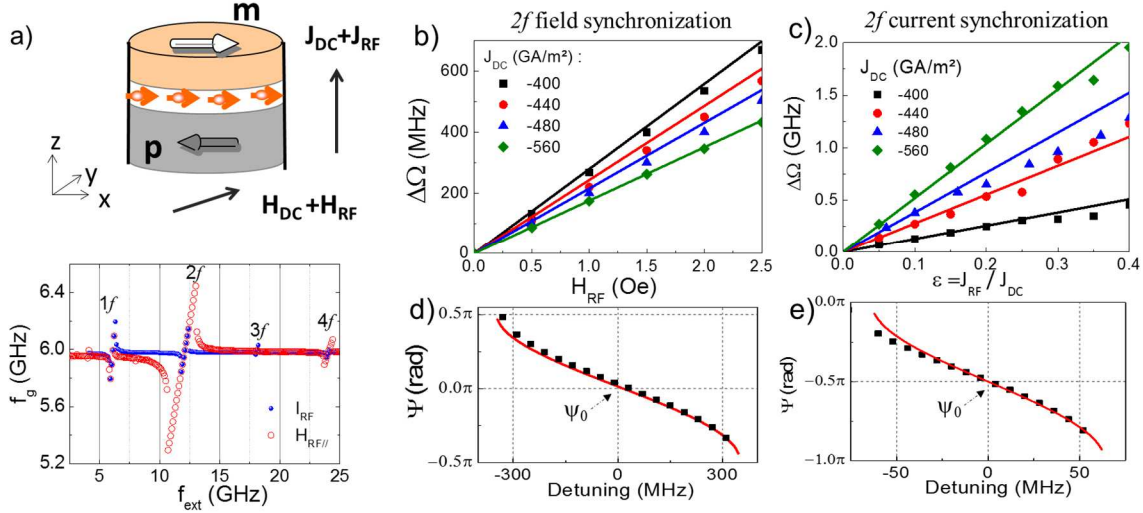 a)
m
J_DC+J_RF
p
z
y
x
H_DC+H_RF
6.4
6.0
5.6
5.2
f_g (GHz)
1f
2f
3f
4f
I_RF
H_RF//
5
10
15
20
25
f_ext (GHz)
2f field synchronization
b)
J_DC (GA/m²) :
-400
-440
-480
-560
600
400
200
0
ΔΩ (MHz)
0.0
0.5
1.0
1.5
2.0
2.5
H_RF (Oe)
2f current synchronization
c)
J_DC (GA/m²)
-400
-440
-480
-560
2.0
1.5
1.0
0.5
0.0
ΔΩ (GHz)
0.0
0.1
0.2
0.3
0.4
ε =J_RF / J_DC
d)
0.5π
0.0π
-0.5π
Ψ (rad)
ψ₀
-300
0
300
Detuning (MHz)
e)
0.0π
-0.5π
-1.0π
Ψ (rad)
ψ₀
-50
0
50
Detuning (MHz)